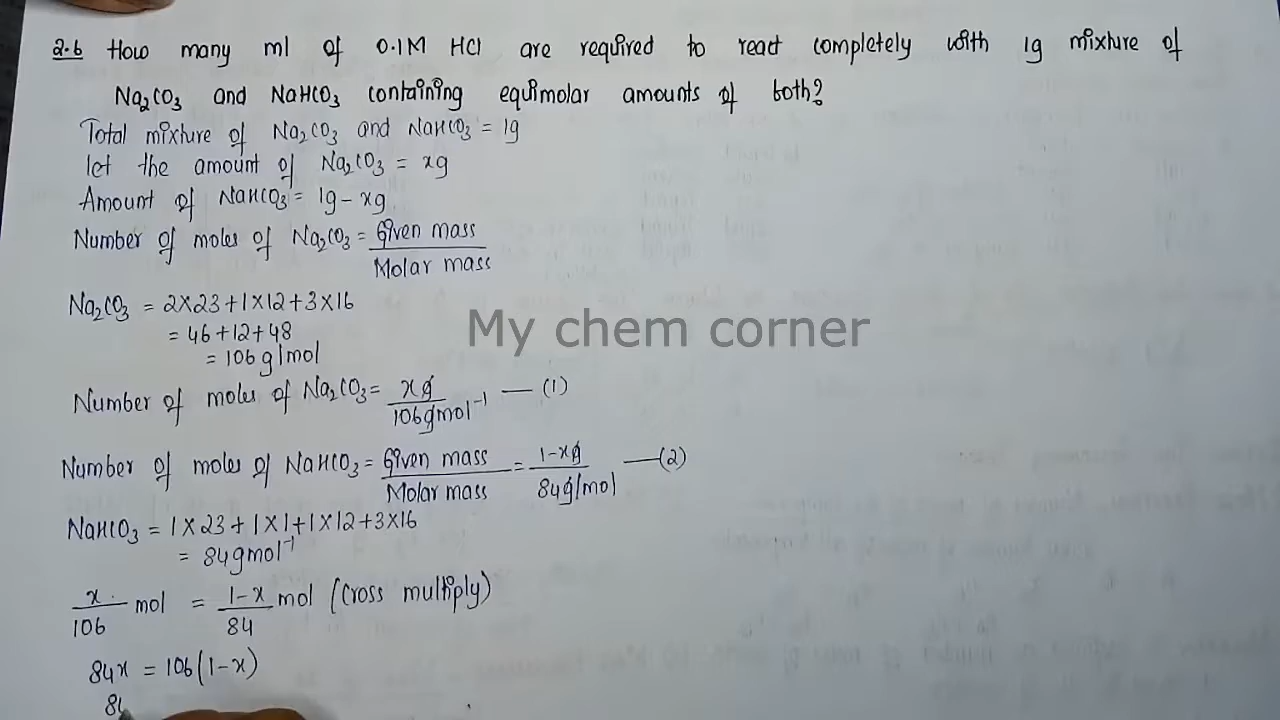 2.6 How many ml of 0.1M HCl are required to react completely with 1g mixture of
Na₂CO₃ and NaHCO₃ containing equimolar amounts of both?
Total mixture of Na₂CO₃ and NaHCO₃ = 1g
let the amount of Na₂CO₃ = xg
Amount of NaHCO₃ = 1g - xg
Number of moles of Na₂CO₃ = Given mass
Molar mass
Na₂CO₃ = 2×23+1×12+3×16
= 46+12+48
= 106g/mol
My chem corner
Number of moles of Na₂CO₃ = xg — (1)
106gmol⁻¹
Number of moles of NaHCO₃ = Given mass = 1-xg — (2)
Molar mass 84g/mol
NaHCO₃ = 1×23+1×1+1×12+3×16
= 84gmol⁻¹
x mol = 1-x mol (Cross multiply)
106 84
84x = 106(1-x)